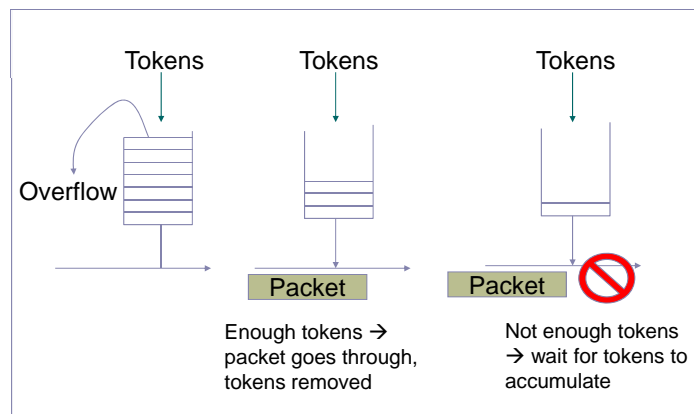 Tokens
Tokens
Tokens
Overflow
Packet
Packet
Enough tokens →
packet goes through,
tokens removed
Not enough tokens
→ wait for tokens to
accumulate